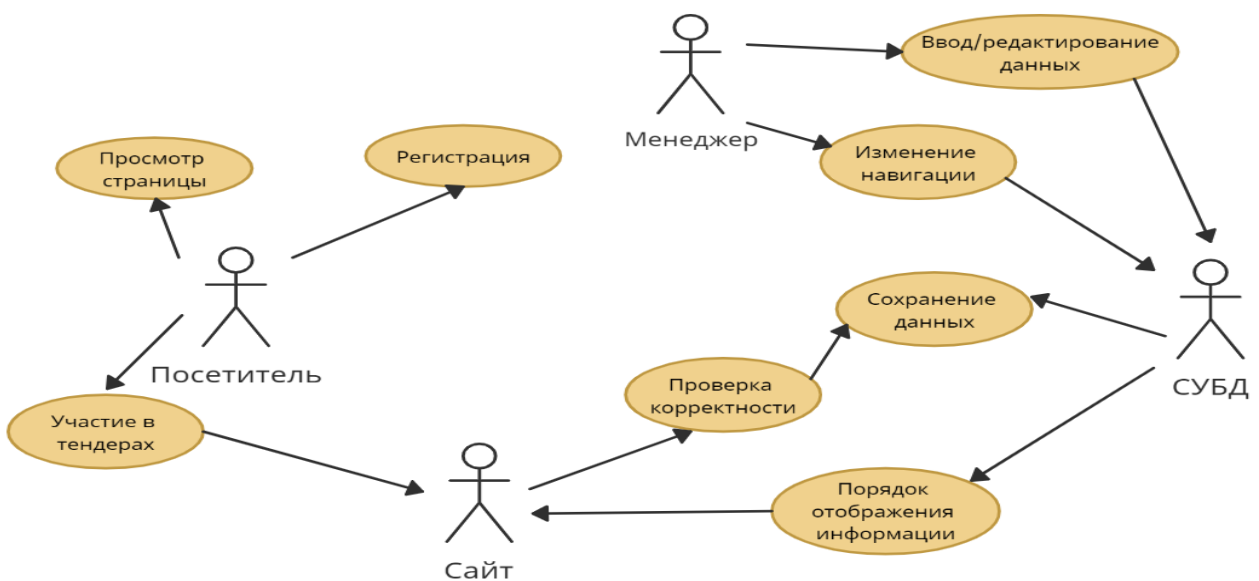 Ввод/редактирование
данных
Менеджер
Изменение
навигации
Просмотр
страницы
Регистрация
Посетитель
Сохранение
данных
СУБД
Проверка
корректности
Участие в
тендерах
Порядок
отображения
информации
Сайт